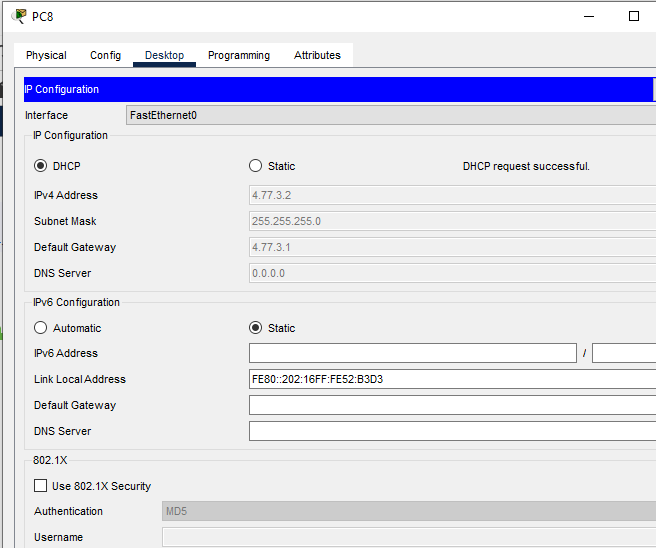 PC8
Physical Config Desktop Programming Attributes
IP Configuration
Interface FastEthernet0
IP Configuration
DHCP Static DHCP request successful.
IPv4 Address 4.77.3.2
Subnet Mask 255.255.255.0
Default Gateway 4.77.3.1
DNS Server 0.0.0.0
IPv6 Configuration
Automatic Static
IPv6 Address /
Link Local Address FE80::202:16FF:FE52:B3D3
Default Gateway
DNS Server
802.1X
Use 802.1X Security
Authentication MD5
Username